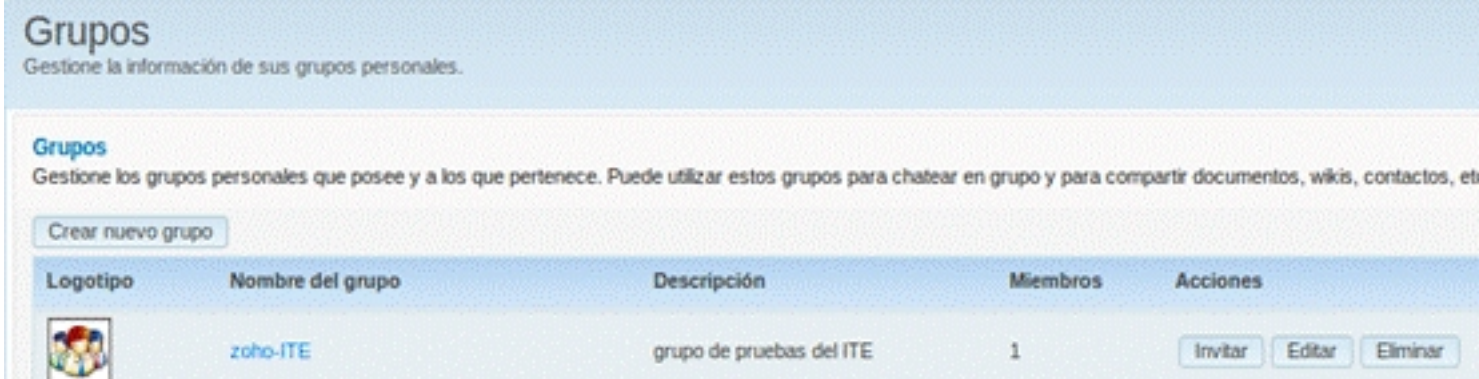 Grupos
Gestione la información de sus grupos personales.
Grupos
Gestione los grupos personales que posee y a los que pertenece. Puede utilizar estos grupos para chatear en grupo y para compartir documentos, wikis, contactos, etc
Crear nuevo grupo
Logotipo Nombre del grupo Descripción Miembros Acciones
zoho-ITE grupo de pruebas del ITE 1 Invitar Editar Eliminar